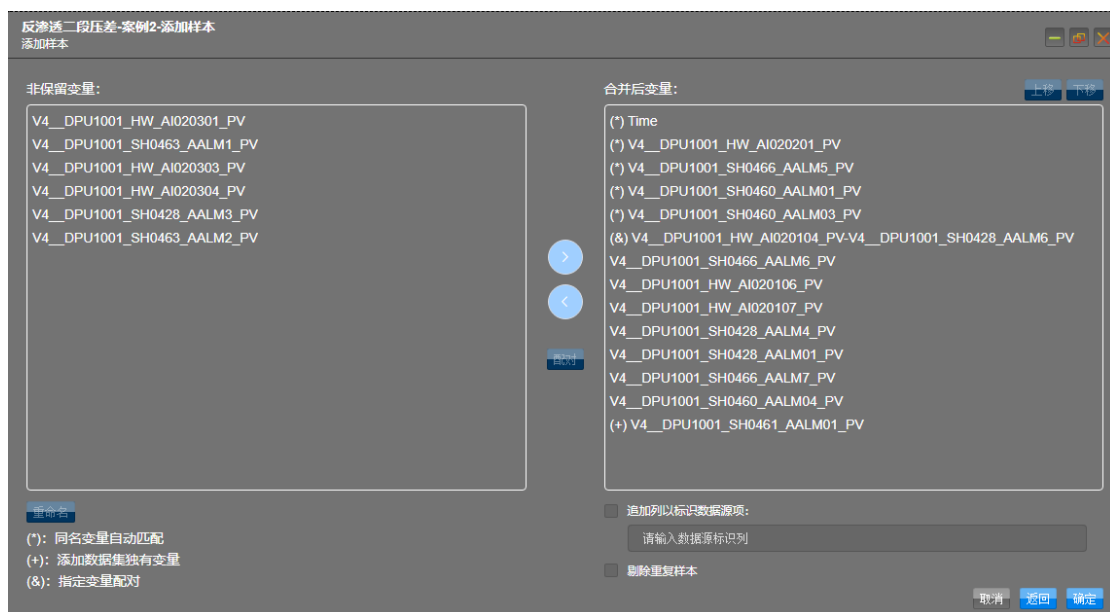 反渗透二段压差-案例2-添加样本
添加样本
非保留变量：
V4__DPU1001_HW_AI020301_PV
V4__DPU1001_SH0463_AALM1_PV
V4__DPU1001_HW_AI020303_PV
V4__DPU1001_HW_AI020304_PV
V4__DPU1001_SH0428_AALM3_PV
V4__DPU1001_SH0463_AALM2_PV
配对
合并后变量：
上移 下移
(*) Time
(*) V4__DPU1001_HW_AI020201_PV
(*) V4__DPU1001_SH0466_AALM5_PV
(*) V4__DPU1001_SH0460_AALM01_PV
(*) V4__DPU1001_SH0460_AALM03_PV
(&) V4__DPU1001_HW_AI020104_PV-V4__DPU1001_SH0428_AALM6_PV
V4__DPU1001_SH0466_AALM6_PV
V4__DPU1001_HW_AI020106_PV
V4__DPU1001_HW_AI020107_PV
V4__DPU1001_SH0428_AALM4_PV
V4__DPU1001_SH0428_AALM01_PV
V4__DPU1001_SH0466_AALM7_PV
V4__DPU1001_SH0460_AALM04_PV
(+) V4__DPU1001_SH0461_AALM01_PV
重命名
(*)：同名变量自动匹配
(+)：添加数据集独有变量
(&)：指定变量配对
追加列以标识数据源项：
请输入数据源标识列
剔除重复样本
取消 返回 确定